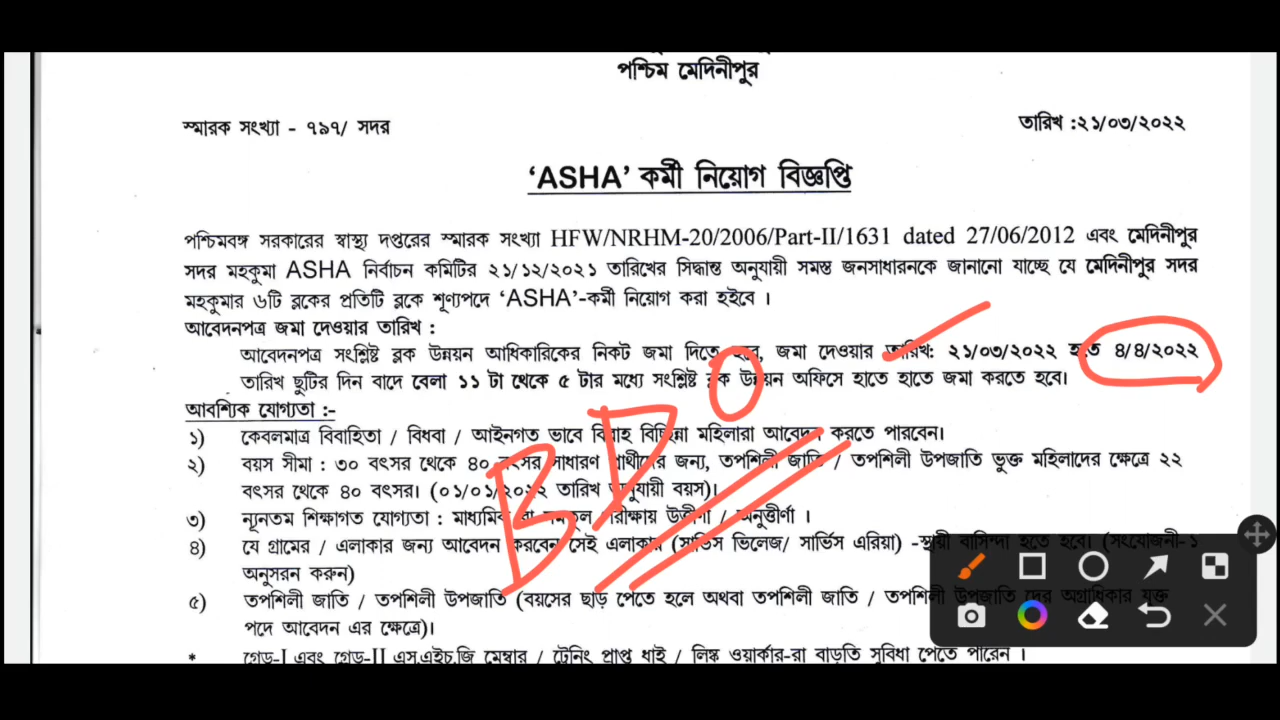 পশ্চিম মেদিনীপুর
স্মারক সংখ্যা - ৭৯৭/ সদর
তারিখ :২১/০৩/২০২২
‘ASHA’ কর্মী নিয়োগ বিজ্ঞপ্তি
পশ্চিমবঙ্গ সরকারের স্বাস্থ্য দপ্তরের স্মারক সংখ্যা HFW/NRHM-20/2006/Part-II/1631 dated 27/06/2012 এবং মেদিনীপুর
সদর মহকুমা ASHA নির্বাচন কমিটির ২১/১২/২০২১ তারিখের সিদ্ধান্ত অনুযায়ী সমস্ত জনসাধারনকে জানানো যাচ্ছে যে মেদিনীপুর সদর
মহকুমার ৬টি ব্লকের প্রতিটি ব্লকে শূণ্যপদে ‘ASHA’-কর্মী নিয়োগ করা হইবে ।
আবেদনপত্র জমা দেওয়ার তারিখ :
আবেদনপত্র সংশ্লিষ্ট ব্লক উন্নয়ন আধিকারিকের নিকট জমা দিতে হবে, জমা দেওয়ার তারিখ: ২১/০৩/২০২২ হতে ৪/৪/২০২২
তারিখ ছুটির দিন বাদে বেলা ১১ টা থেকে ৫ টার মধ্যে সংশ্লিষ্ট ব্লক উন্নয়ন অফিসে হাতে হাতে জমা করতে হবে।
আবশ্যিক যোগ্যতা :-
১) কেবলমাত্র বিবাহিতা / বিধবা / আইনগত ভাবে বিবাহ বিচ্ছিন্না মহিলারা আবেদন করতে পারবেন।
২) বয়স সীমা : ৩০ বৎসর থেকে ৪০ বৎসর সাধারণ প্রার্থীদের জন্য, তপশিলী জাতি / তপশিলী উপজাতি ভুক্ত মহিলাদের ক্ষেত্রে ২২
বৎসর থেকে ৪০ বৎসর। (০১/০১/২০২২ তারিখ অনুযায়ী বয়স)।
৩) ন্যূনতম শিক্ষাগত যোগ্যতা : মাধ্যমিক বা সমতুল পরীক্ষায় উত্তীর্ণা / অনুত্তীর্ণা ।
৪) যে গ্রামের / এলাকার জন্য আবেদন করবেন সেই এলাকার (সার্ভিস ভিলেজ/ সার্ভিস এরিয়া) -স্থায়ী বাসিন্দা হতে হবে। (সংযোজনী-১
অনুসরন করুন)
৫) তপশিলী জাতি / তপশিলী উপজাতি (বয়সের ছাড় পেতে হলে অথবা তপশিলী জাতি / তপশিলী উপজাতি দের অগ্রাধিকার যুক্ত
পদে আবেদন এর ক্ষেত্রে)।
* গ্রেড-I এবং গ্রেড-II এস.এইচ.জি মেম্বার / ট্রেনিং প্রাপ্ত ধাই / লিঙ্ক ওয়ার্কার-রা বাড়তি সুবিধা পেতে পারেন ।
BDO